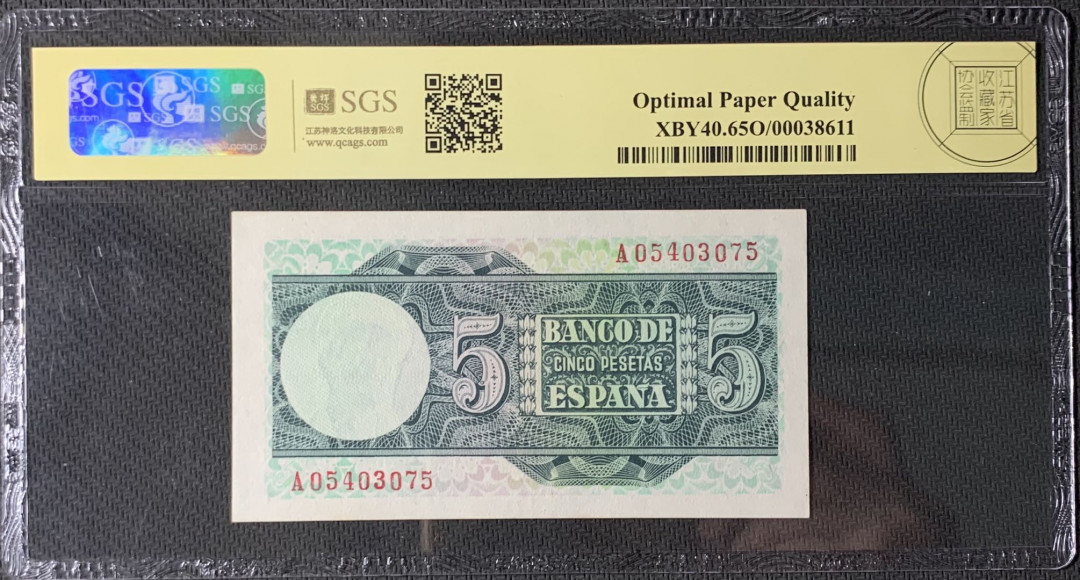 SGS
SGS
SGS
SGS
江苏神洛文化科技有限公司
www.qcags.com
Optimal Paper Quality
XBY40.65O/00038611
江苏省
收藏家
协会监制
A05403075
5
BANCO DE
CINCO PESETAS
ESPAÑA
5
A05403075